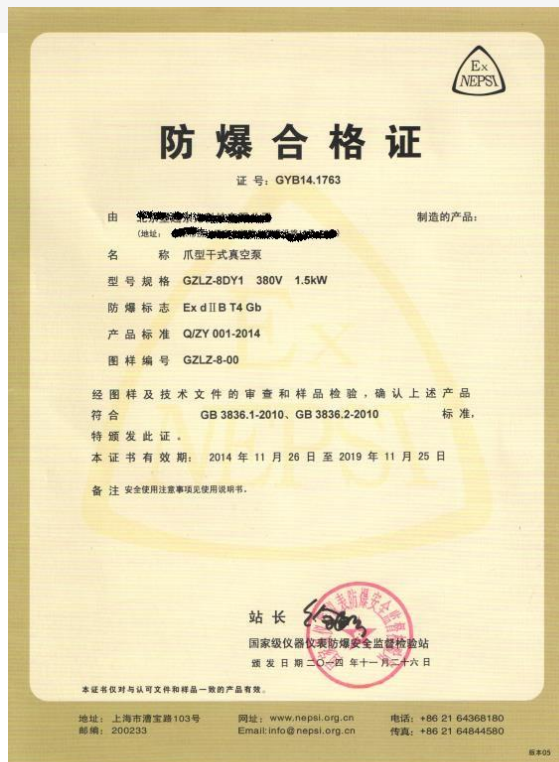 Ex
NEPSI
防爆合格证
证 号: GYB14.1763
由
制造的产品:
(地址:
名 称 爪型干式真空泵
型号规格 GZLZ-8DY1 380V 1.5kW
防爆标志 Ex dⅡB T4 Gb
产品标准 Q/ZY 001-2014
图样编号 GZLZ-8-00
经图样及技术文件的审查和样品检验，确认上述产品
符合 GB 3836.1-2010、GB 3836.2-2010 标准，
特颁发此证。
本证书有效期: 2014 年 11 月 26 日 至 2019 年 11 月 25 日
备注 安全使用注意事项见使用说明书.
站长
国家级仪器仪表防爆安全监督检验站
颁发日期二〇一四 年十一月二十六日
本证书仅对与认可文件和样品一致的产品有效。
地址: 上海市漕宝路103号 网址: www.nepsi.org.cn 电话: +86 21 64368180
邮编: 200233 Email:info@nepsi.org.cn 传真: +86 21 64844580
版本05